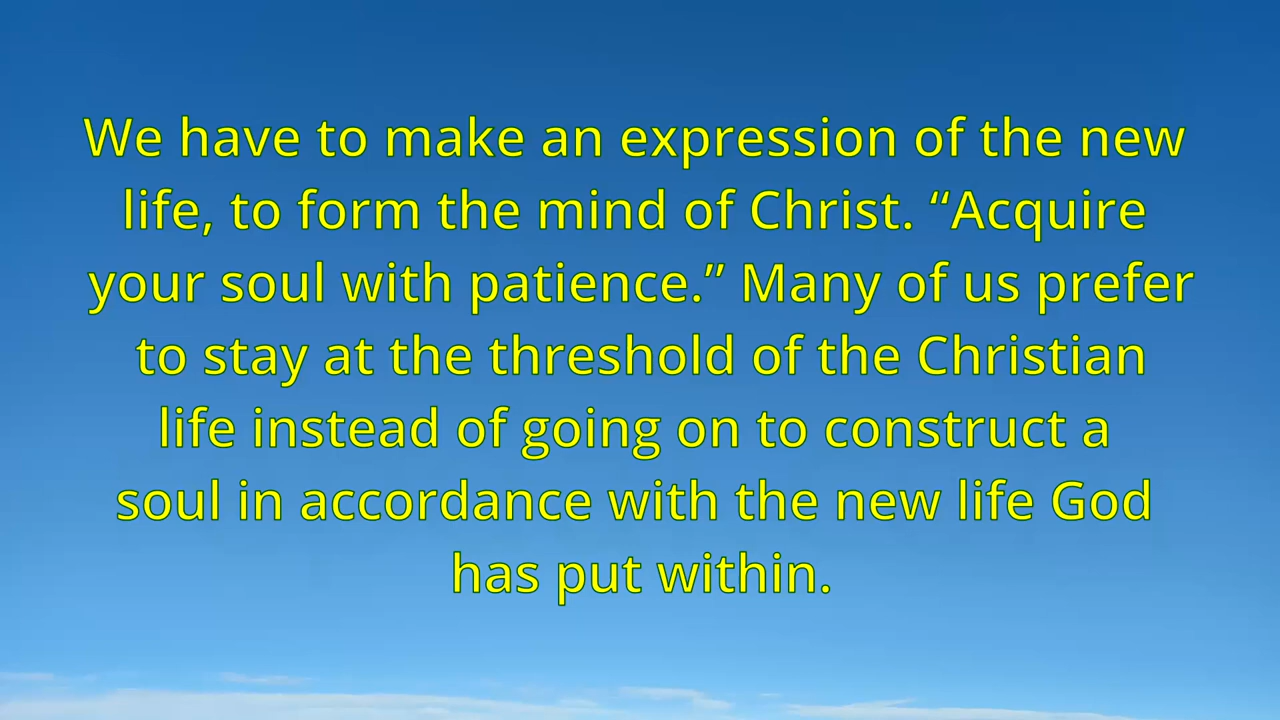 We have to make an expression of the new
life, to form the mind of Christ. “Acquire
your soul with patience.” Many of us prefer
to stay at the threshold of the Christian
life instead of going on to construct a
soul in accordance with the new life God
has put within.